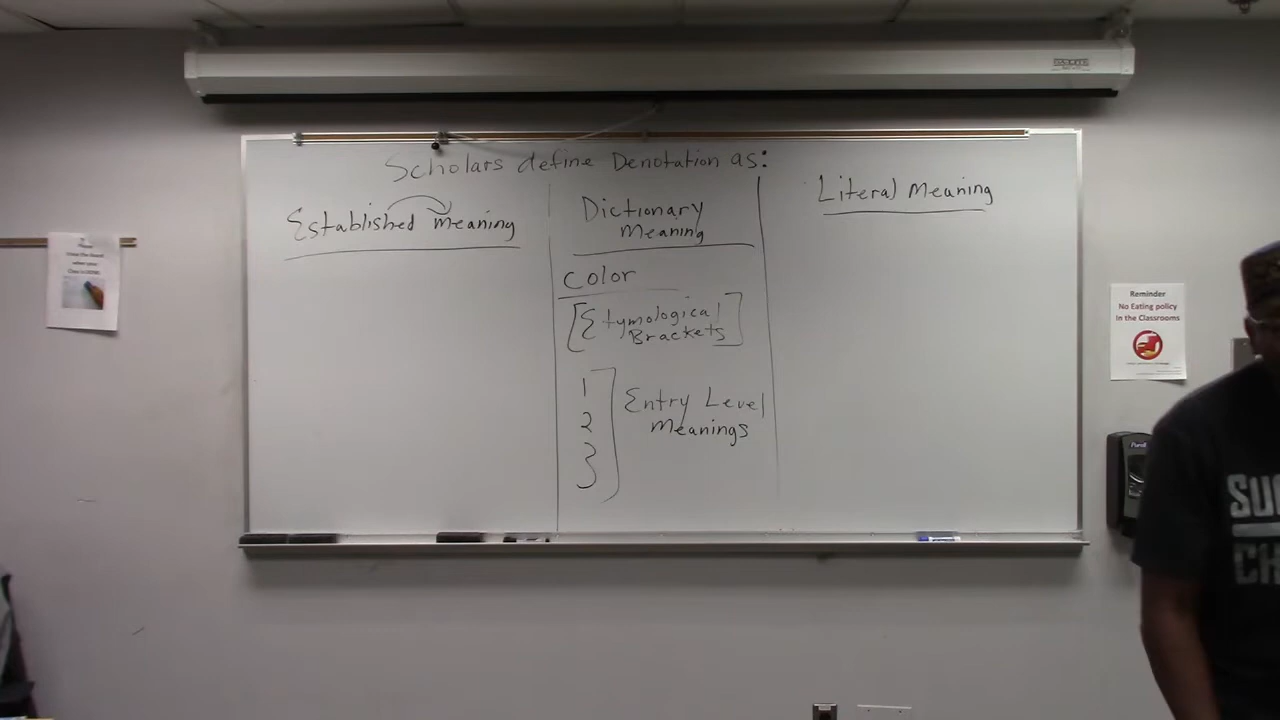 Scholars define Denotation as:
Established meaning
Dictionary
Meaning
Literal Meaning
Color
[Etymological
Brackets]
1
2
3
Entry Level
Meanings
Reminder
No Eating policy
In the Classrooms